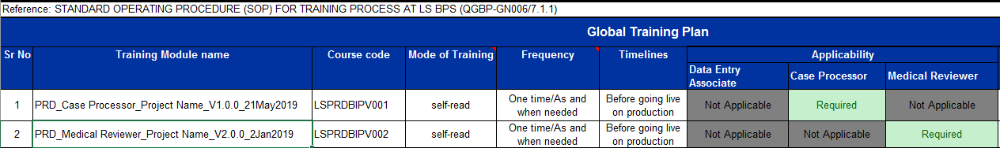 Reference: STANDARD OPERATING PROCEDURE (SOP) FOR TRAINING PROCESS AT LS BPS (QGBP-GN006/7.1.1)
Global Training Plan
Sr No Training Module name Course code Mode of Training Frequency Timelines Applicability
Data Entry Associate Case Processor Medical Reviewer
1 PRD_Case Processor_Project Name_V1.0.0_21May2019 LSPRDBIPV001 self-read One time/As and when needed Before going live on production Not Applicable Required Not Applicable
2 PRD_Medical Reviewer_Project Name_V2.0.0_2Jan2019 LSPRDBIPV002 self-read One time/As and when needed Before going live on production Not Applicable Not Applicable Required